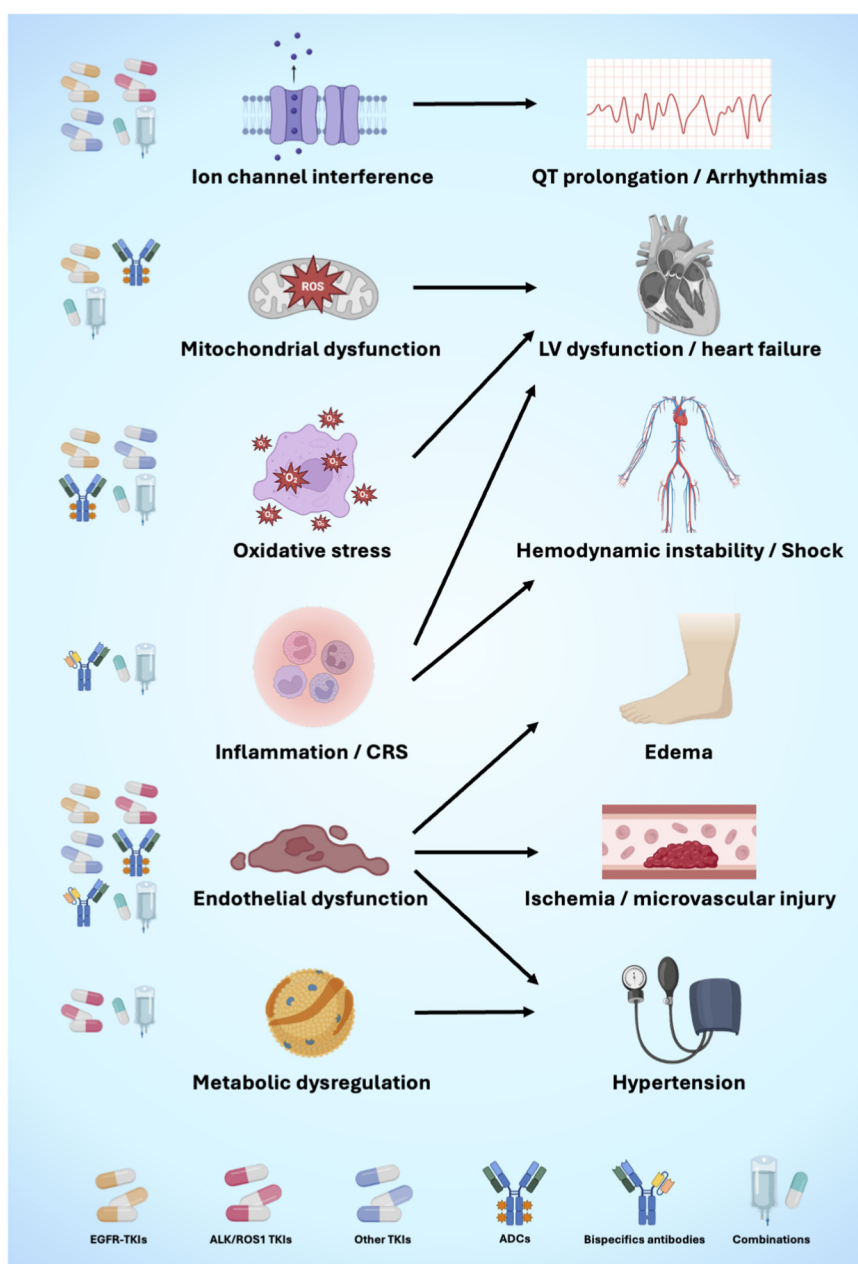 Ion channel interference
QT prolongation / Arrhythmias
ROS
Mitochondrial dysfunction
LV dysfunction / heart failure
Oxidative stress
Hemodynamic instability / Shock
Inflammation / CRS
Edema
Endothelial dysfunction
Ischemia / microvascular injury
Metabolic dysregulation
Hypertension
EGFR-TKIs
ALK/ROS1 TKIs
Other TKIs
ADCs
Bispecifics antibodies
Combinations